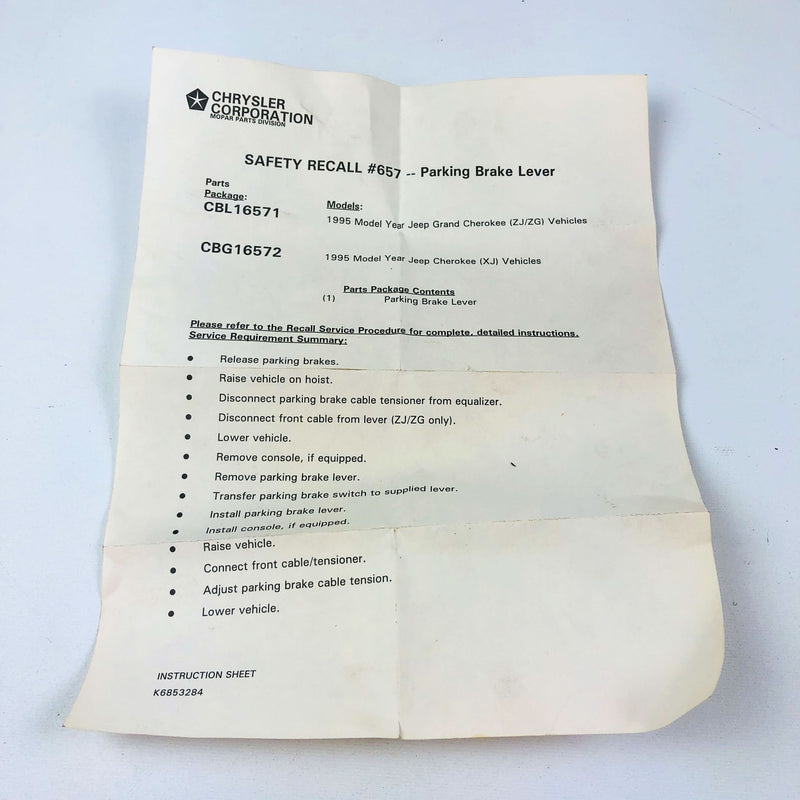 CHRYSLER
CORPORATION
MOPAR PARTS DIVISION
SAFETY RECALL #657 -- Parking Brake Lever
Parts
Package:
CBL16571
Models:
1995 Model Year Jeep Grand Cherokee (ZJ/ZG) Vehicles
CBG16572
1995 Model Year Jeep Cherokee (XJ) Vehicles
Parts Package Contents
(1) Parking Brake Lever
Please refer to the Recall Service Procedure for complete, detailed instructions.
Service Requirement Summary:
● Release parking brakes.
● Raise vehicle on hoist.
● Disconnect parking brake cable tensioner from equalizer.
● Disconnect front cable from lever (ZJ/ZG only).
● Lower vehicle.
● Remove console, if equipped.
● Remove parking brake lever.
● Transfer parking brake switch to supplied lever.
● Install parking brake lever.
● Install console, if equipped.
● Raise vehicle.
● Connect front cable/tensioner.
● Adjust parking brake cable tension.
● Lower vehicle.
INSTRUCTION SHEET
K6853284